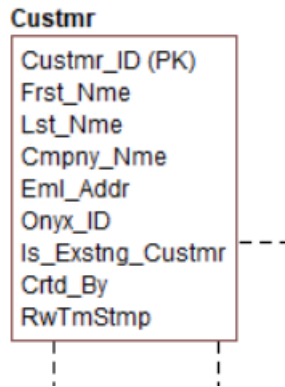 Custmr
Custmr_ID (PK)
Frst_Nme
Lst_Nme
Cmpny_Nme
Eml_Addr
Onyx_ID
Is_Exstng_Custmr
Crtd_By
RwTmStmp